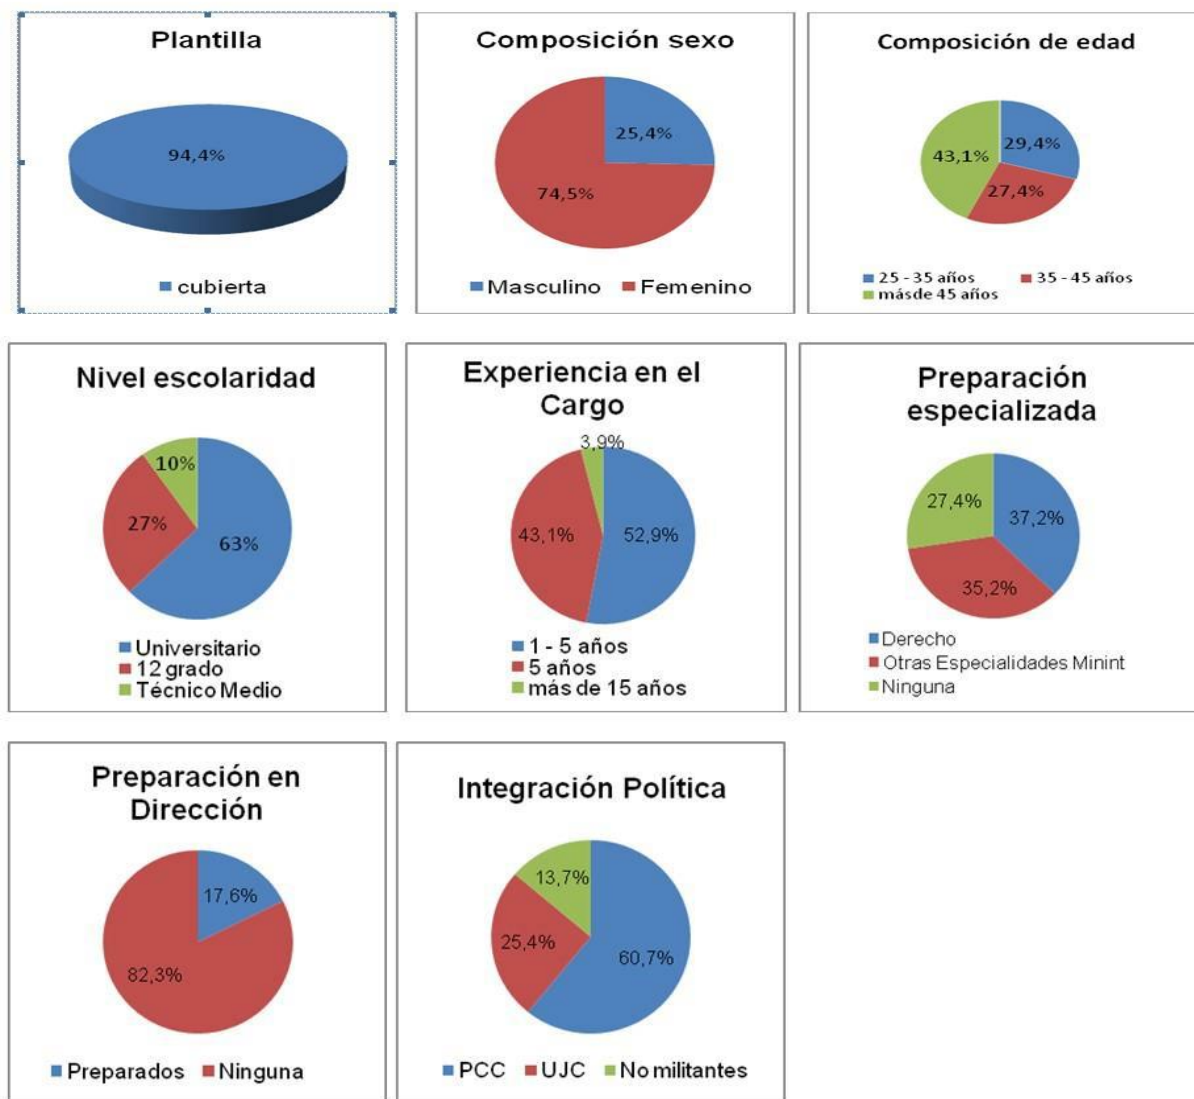 Plantilla
94,4%
cubierta
Composición sexo
25,4%
74,5%
Masculino Femenino
Composición de edad
29,4%
43,1%
27,4%
25 - 35 años 35 - 45 años
másde 45 años
Nivel escolaridad
10%
27%
63%
Universitario
12 grado
Técnico Medio
Experiencia en el
Cargo
3,9%
43,1%
52,9%
1 - 5 años
5 años
más de 15 años
Preparación
especializada
27,4%
37,2%
35,2%
Derecho
Otras Especialidades Minint
Ninguna
Preparación en
Dirección
17,6%
82,3%
Preparados Ninguna
Integración Política
13,7%
25,4%
60,7%
PCC UJC No militantes